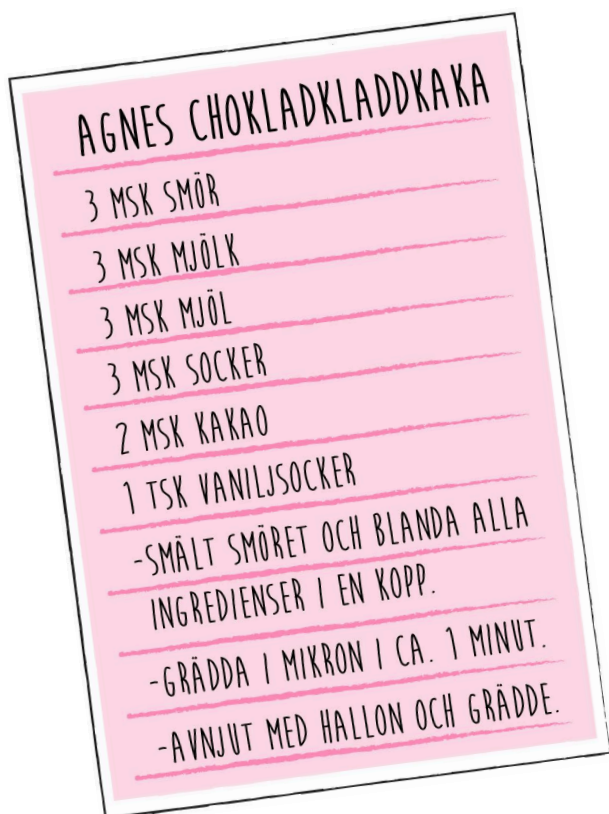 AGNES CHOKLADKLADDKAKA
3 MSK SMÖR
3 MSK MJÖLK
3 MSK MJÖL
3 MSK SOCKER
2 MSK KAKAO
1 TSK VANILJSOCKER
-SMÄLT SMÖRET OCH BLANDA ALLA
INGREDIENSER I EN KOPP.
-GRÄDDA I MIKRON I CA. 1 MINUT.
-AVNJUT MED HALLON OCH GRÄDDE.